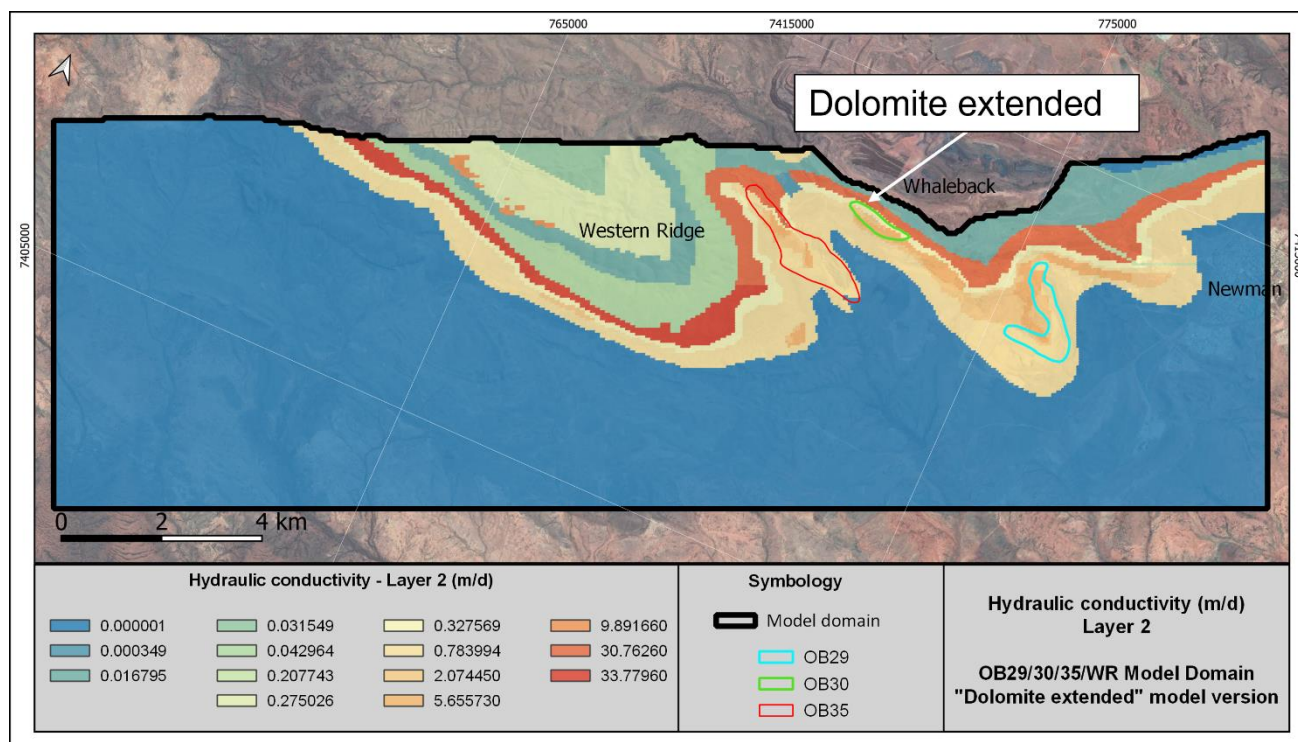 765000
7415000
775000
Dolomite extended
Whaleback
Western Ridge
7405000
Newman
0 2 4 km
Hydraulic conductivity - Layer 2 (m/d)
0.000001
0.000349
0.016795
0.031549
0.042964
0.207743
0.275026
0.327569
0.783994
2.074450
5.655730
9.891660
30.76260
33.77960
Symbology
Model domain
OB29
OB30
OB35
Hydraulic conductivity (m/d)
Layer 2
OB29/30/35/WR Model Domain
"Dolomite extended" model version